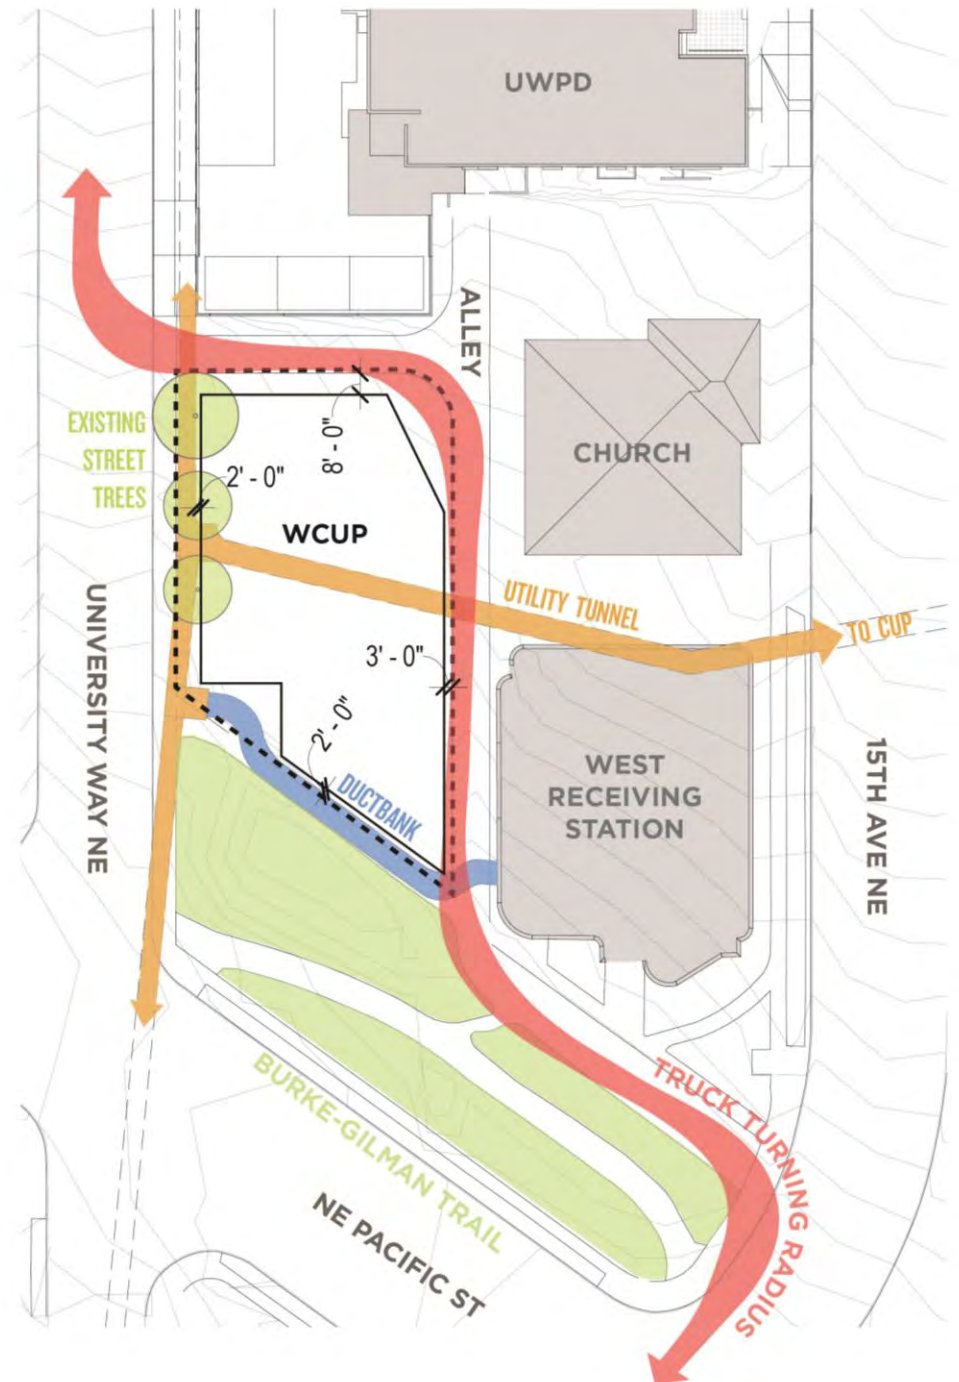 UWPD
ALLEY
EXISTING
STREET
TREES
8' - 0"
2' - 0"
WCUP
CHURCH
UTILITY TUNNEL
TO CUP
3' - 0"
2' - 0"
DUCTBANK
UNIVERSITY WAY NE
WEST
RECEIVING
STATION
15TH AVE NE
BURKE-GILMAN TRAIL
TRUCK TURNING RADIUS
NE PACIFIC ST